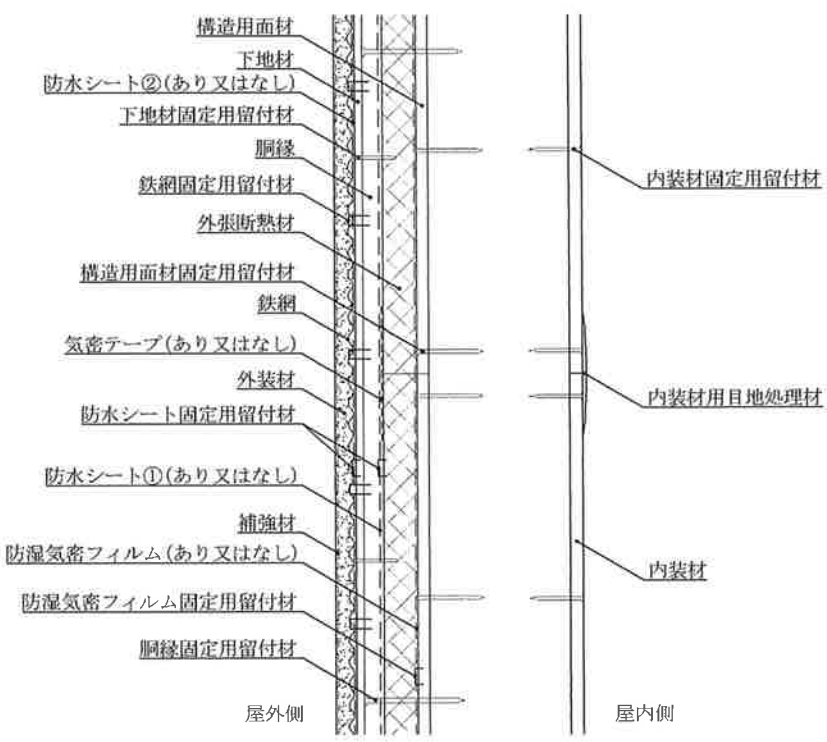 構造用面材
下地材
防水シート②(あり又はなし)
下地材固定用留付材
胴縁
鉄網固定用留付材
外張断熱材
構造用面材固定用留付材
鉄網
気密テープ(あり又はなし)
外装材
防水シート固定用留付材
防水シート①(あり又はなし)
補強材
防湿気密フィルム(あり又はなし)
防湿気密フィルム固定用留付材
胴縁固定用留付材
屋外側
内装材固定用留付材
内装材用目地処理材
内装材
屋内側